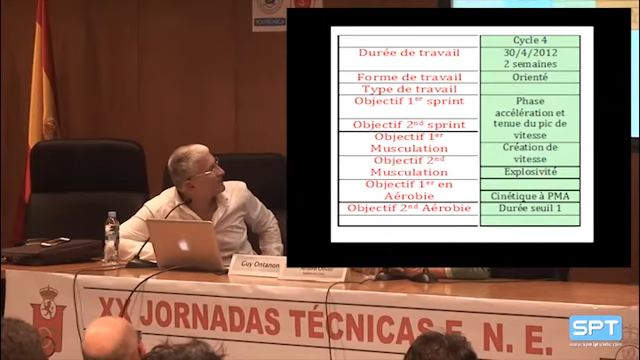 POLITÉCNICA
Cycle 4
Durée de travail
30/4/2012
2 semaines
Forme de travail
Orienté
Type de travail
Objectif 1er sprint
Phase
accélération et
tenue du pic de
vitesse
Objectif 2nd sprint
Objectif 1er
Musculation
Création de
vitesse
Objectif 2nd
Musculation
Explosivité
Objectif 1er en
Aérobie
Cinétique à PMA
Objectif 2nd Aérobie
Durée seuil 1
Guy Ontanon
XX JORNADAS TÉCNICAS E. N. E.
SPT